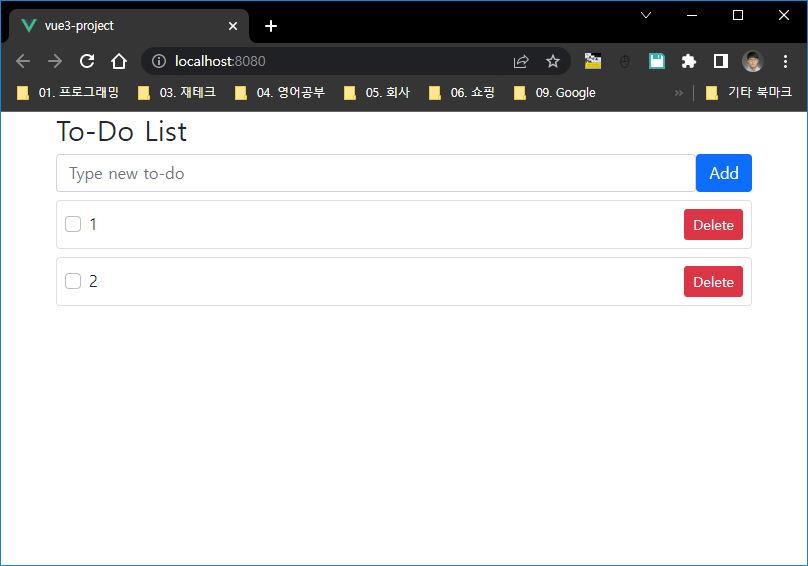 vue3-project
localhost:8080
01. 프로그래밍 03. 재테크 04. 영어공부 05. 회사 06. 쇼핑 09. Google » 기타 북마크
To-Do List
Type new to-do Add
1 Delete
2 Delete